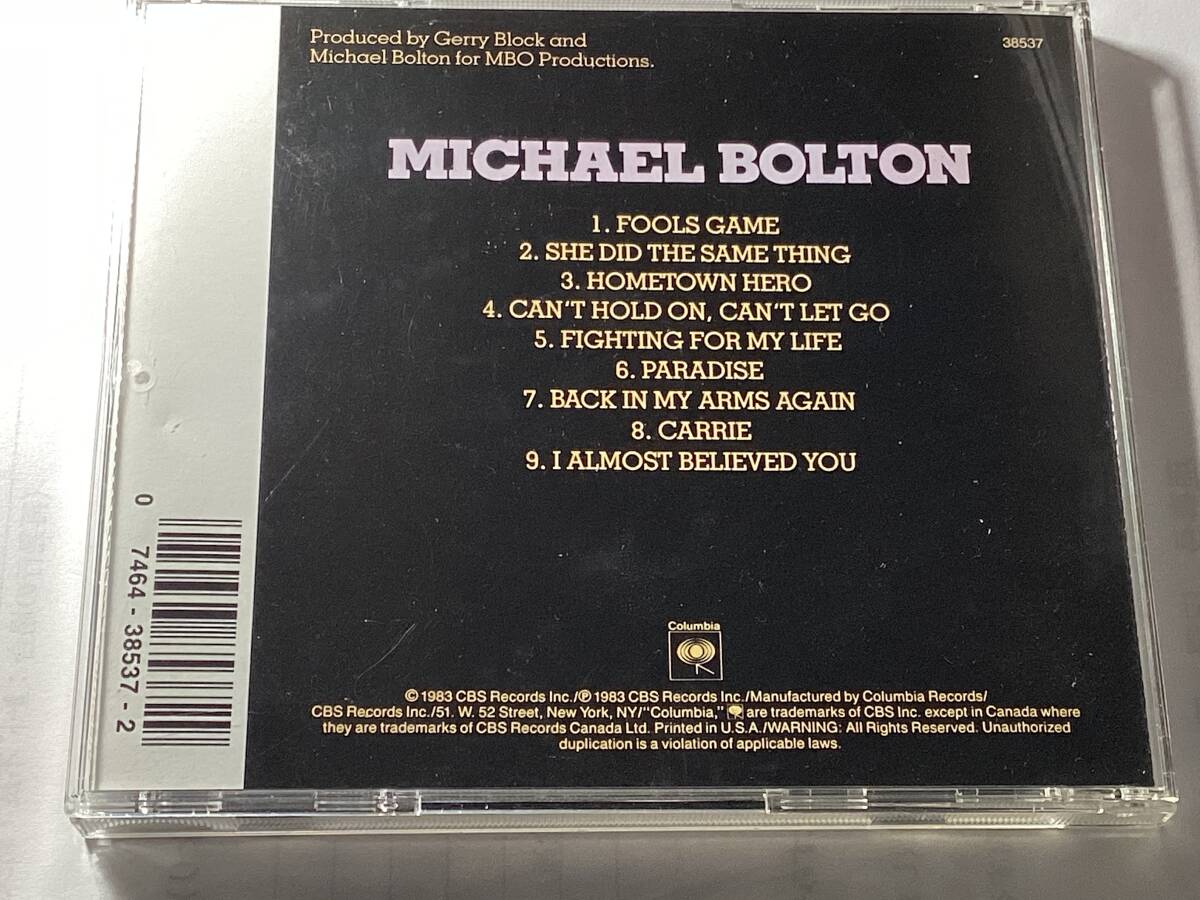 Produced by Gerry Block and
Michael Bolton for MBO Productions.
38537
MICHAEL BOLTON
1. FOOLS GAME
2. SHE DID THE SAME THING
3. HOMETOWN HERO
4. CAN'T HOLD ON, CAN'T LET GO
5. FIGHTING FOR MY LIFE
6. PARADISE
7. BACK IN MY ARMS AGAIN
8. CARRIE
9. I ALMOST BELIEVED YOU
0 7464-38537-2
Columbia
© 1983 CBS Records Inc./℗ 1983 CBS Records Inc./Manufactured by Columbia Records/
CBS Records Inc./51. W. 52 Street, New York, NY/"Columbia," are trademarks of CBS Inc. except in Canada where
they are trademarks of CBS Records Canada Ltd. Printed in U.S.A./WARNING: All Rights Reserved. Unauthorized
duplication is a violation of applicable laws.